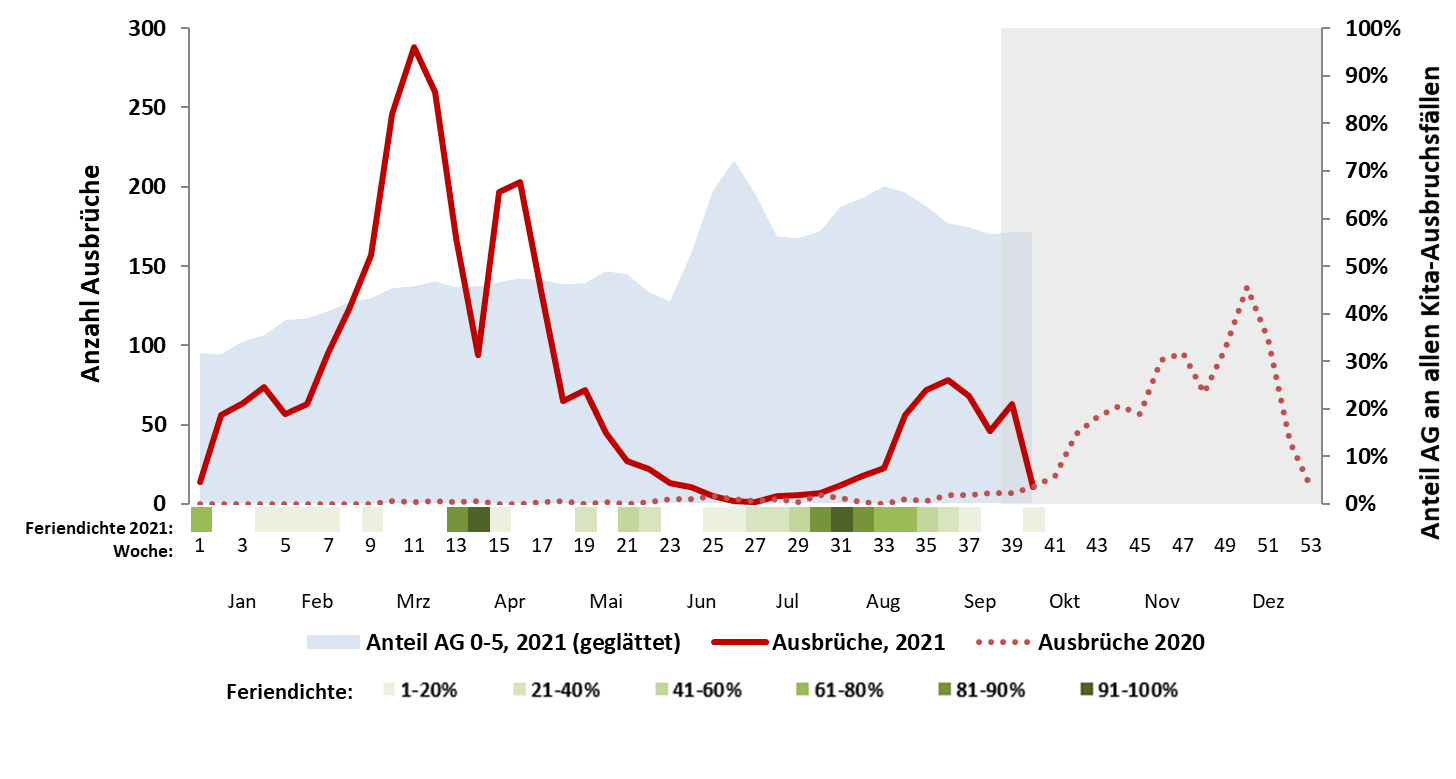 300
250
200
150
100
50
0
Anzahl Ausbrüche
100%
90%
80%
70%
60%
50%
40%
30%
20%
10%
0%
Anteil AG an allen Kita-Ausbruchsfällen
Feriendichte 2021:
Woche: 1 3 5 7 9 11 13 15 17 19 21 23 25 27 29 31 33 35 37 39 41 43 45 47 49 51 53
Jan Feb Mrz Apr Mai Jun Jul Aug Sep Okt Nov Dez
Anteil AG 0-5, 2021 (geglättet) Ausbrüche, 2021 Ausbrüche 2020
Feriendichte: 1-20% 21-40% 41-60% 61-80% 81-90% 91-100%